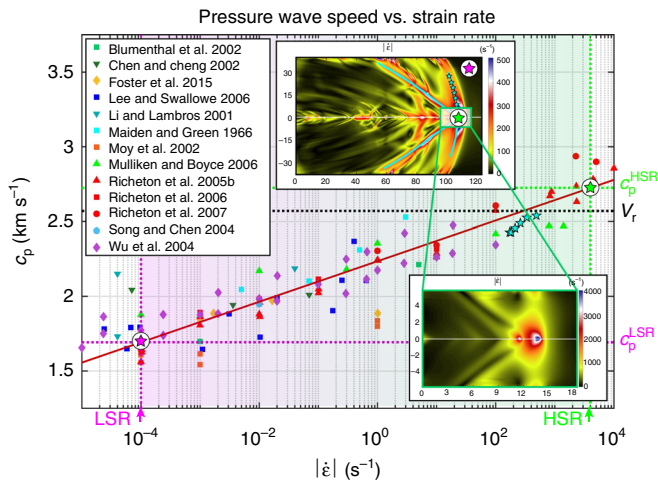 Pressure wave speed vs. strain rate
3.5
3
2.5
2
1.5
c_p (km s⁻¹)
Blumenthal et al. 2002
Chen and cheng 2002
Foster et al. 2015
Lee and Swallowe 2006
Li and Lambros 2001
Maiden and Green 1966
Moy et al. 2002
Mulliken and Boyce 2006
Richeton et al. 2005b
Richeton et al. 2006
Richeton et al. 2007
Song and Chen 2004
Wu et al. 2004
|ε̇| (s⁻¹)
30
20
10
0
10
20
30
0 20 40 60 80 100 120
500
400
300
200
100
0
c_p^HSR
V_r
c_p^LSR
|ε̇| (s⁻¹)
5
0
5
0 3 6 9 12 15 18
4000
3000
2000
1000
0
LSR HSR
10⁻⁴ 10⁻² 10⁰ 10² 10⁴
|ε̇| (s⁻¹)